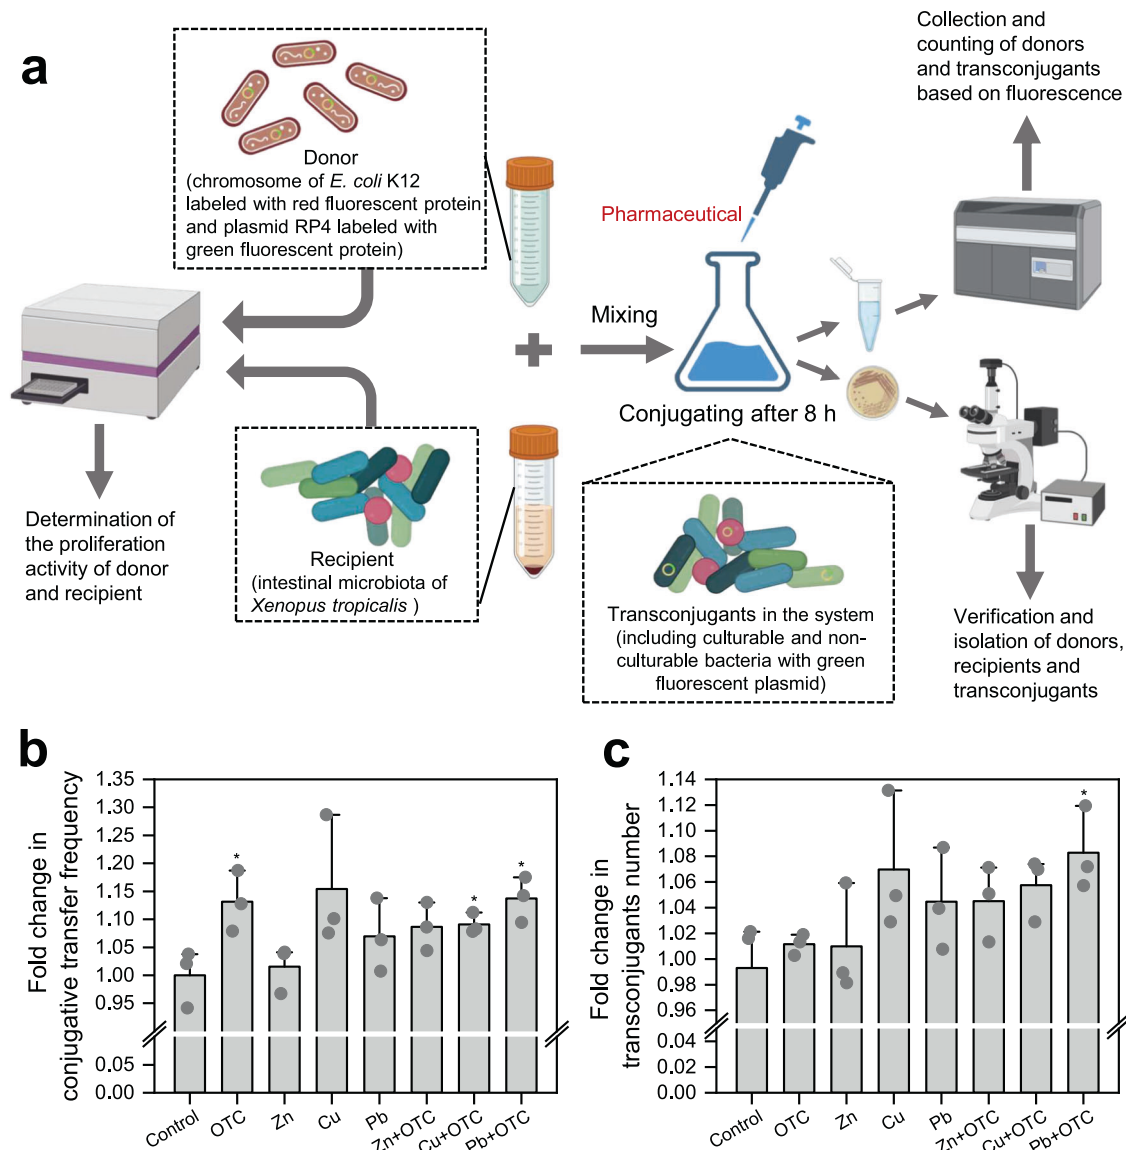 a
Donor
(chromosome of E. coli K12
labeled with red fluorescent protein
and plasmid RP4 labeled with
green fluorescent protein)
Collection and
counting of donors
and transconjugants
based on fluorescence
Pharmaceutical
Mixing
Conjugating after 8 h
Determination of
the proliferation
activity of donor
and recipient
Recipient
(intestinal microbiota of
Xenopus tropicalis )
Transconjugants in the system
(including culturable and non-
culturable bacteria with green
fluorescent plasmid)
Verification and
isolation of donors,
recipients and
transconjugants
b
Fold change in
conjugative transfer frequency
1.35
1.30
1.25
1.20
1.15
1.10
1.05
1.00
0.95
0.05
0.00
*
*
*
Control
OTC
Zn
Cu
Pb
Zn+OTC
Cu+OTC
Pb+OTC
c
Fold change in
transconjugants number
1.14
1.12
1.10
1.08
1.06
1.04
1.02
1.00
0.98
0.96
0.04
0.02
0.00
*
Control
OTC
Zn
Cu
Pb
Zn+OTC
Cu+OTC
Pb+OTC